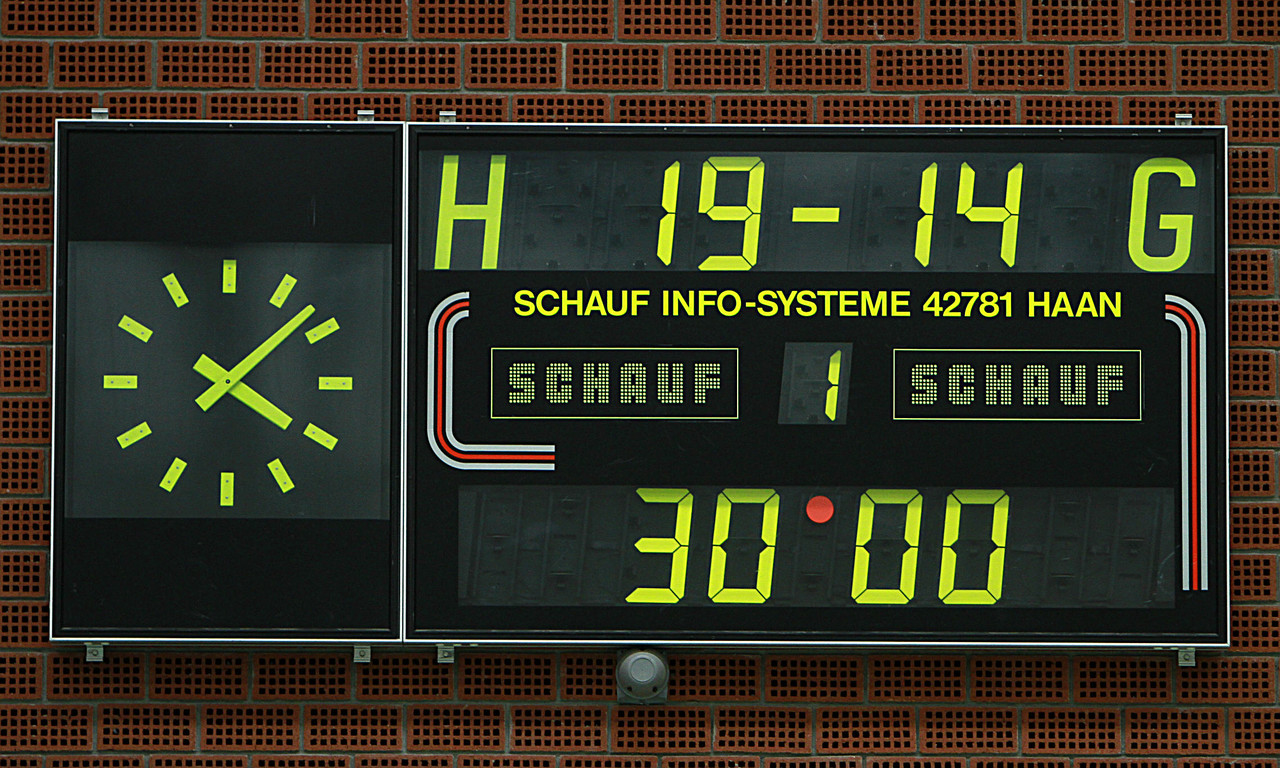 H 19-14 G
SCHAUF INFO-SYSTEME 42781 HAAN
SCHAUF 1 SCHAUF
30:00